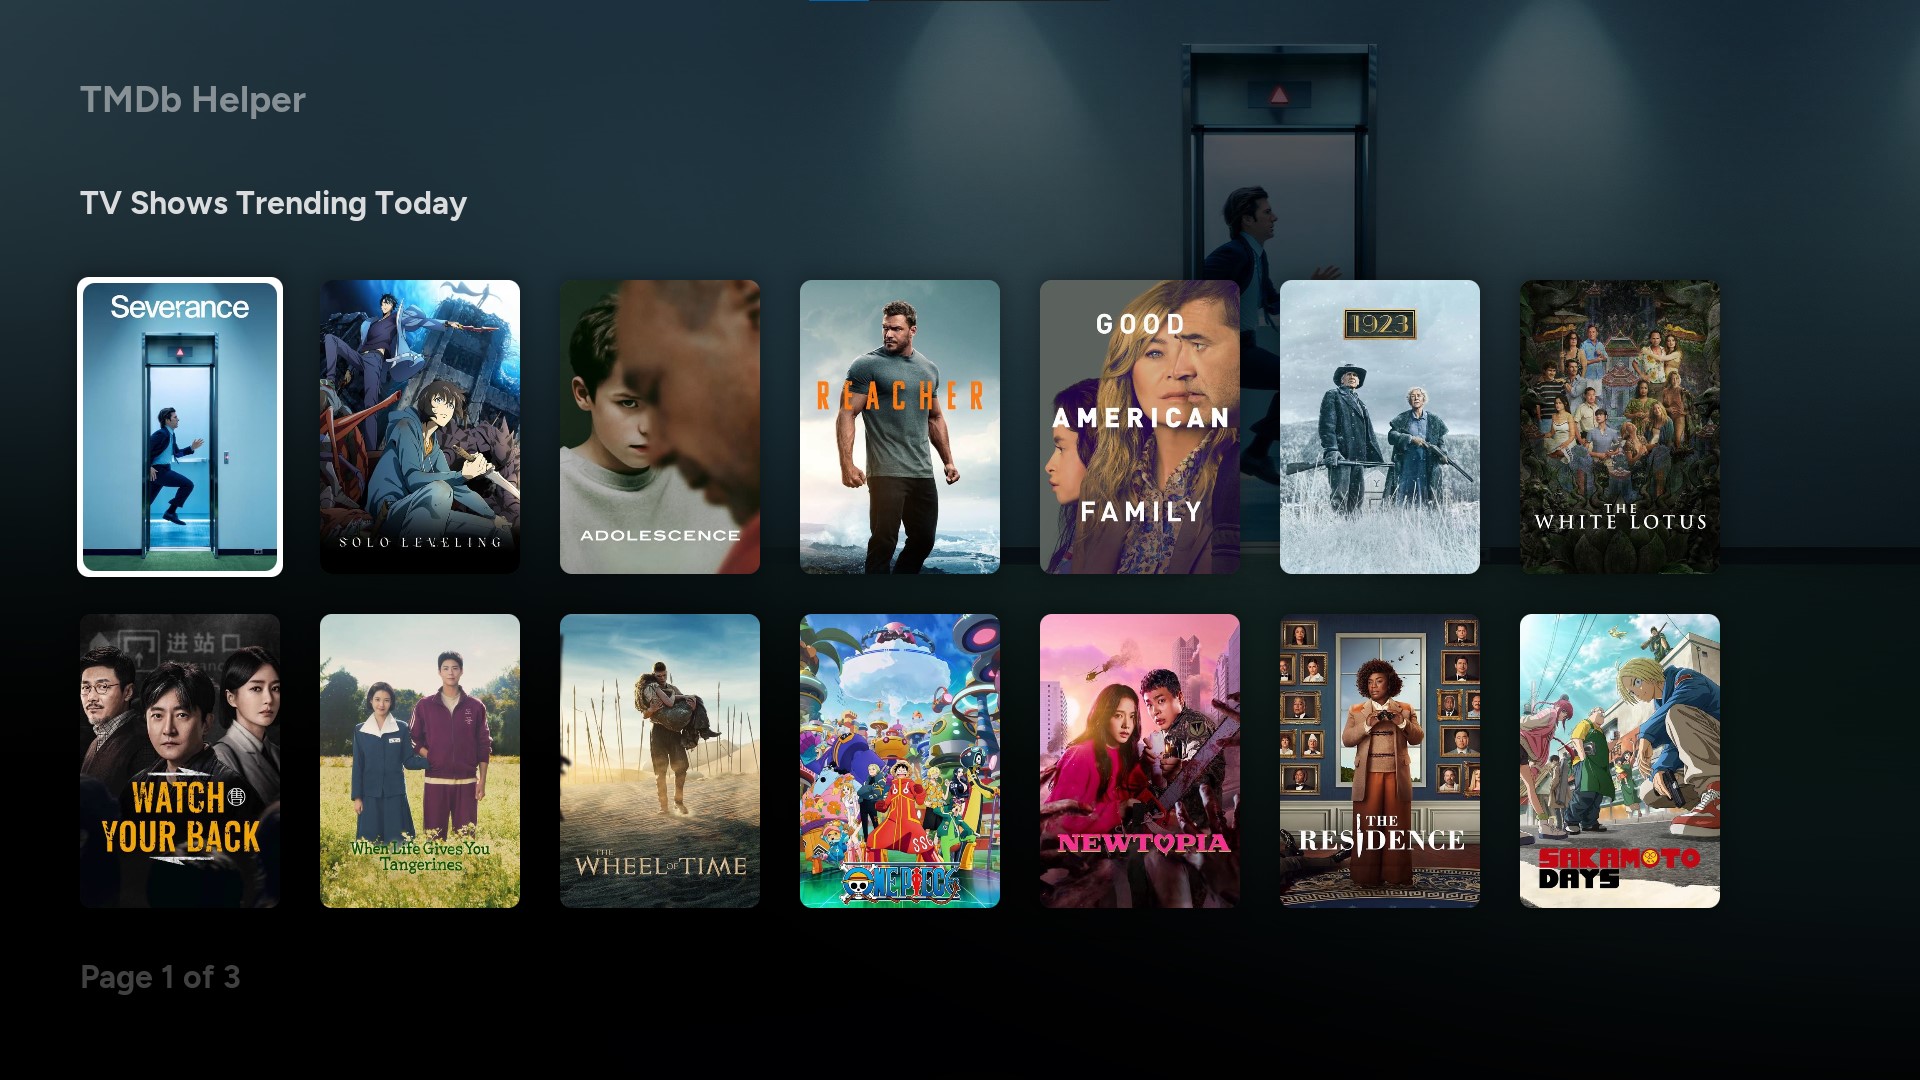 TMDb Helper
TV Shows Trending Today
Severance
SOLO LEVELING
ADOLESCENCE
REACHER
GOOD
AMERICAN
FAMILY
1923
THE
WHITE LOTUS
进站口
WATCH
YOUR BACK
When Life Gives You
Tangerines
THE
WHEEL OF TIME
ONE PIECE
NEWTOPIA
THE
RESIDENCE
SAKAMOTO
DAYS
Page 1 of 3